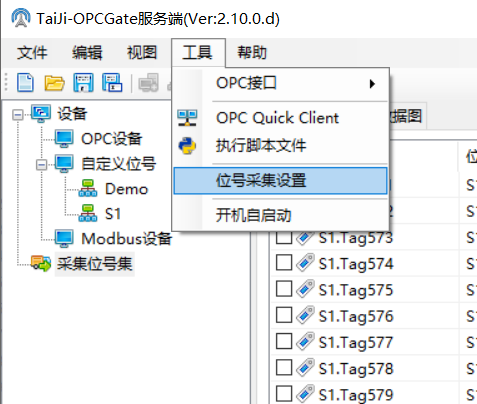 TaiJi-OPCGate服务端(Ver:2.10.0.d)
文件 编辑 视图 工具 帮助
OPC接口
OPC Quick Client
执行脚本文件
位号采集设置
开机自启动
设备
OPC设备
自定义位号
Demo
S1
Modbus设备
采集位号集
数据图
位
S1
S1
S1.Tag573 S1
S1.Tag574 S1
S1.Tag575 S1
S1.Tag576 S1
S1.Tag577 S1
S1.Tag578 S1
S1.Tag579 S1